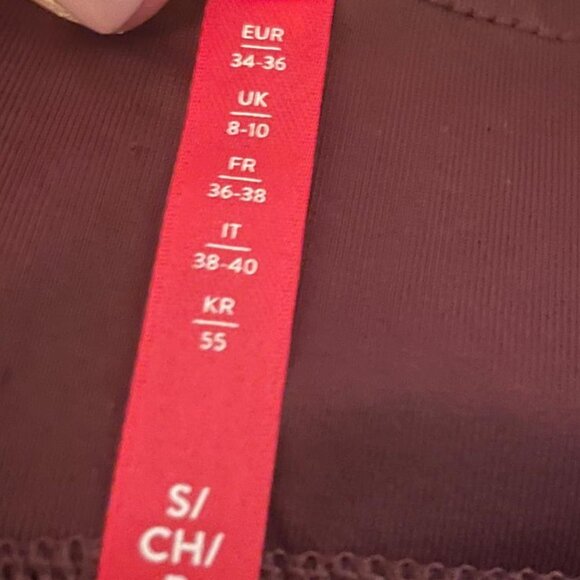 EUR
34-36
UK
8-10
FR
36-38
IT
38-40
KR
55
S/
CH/